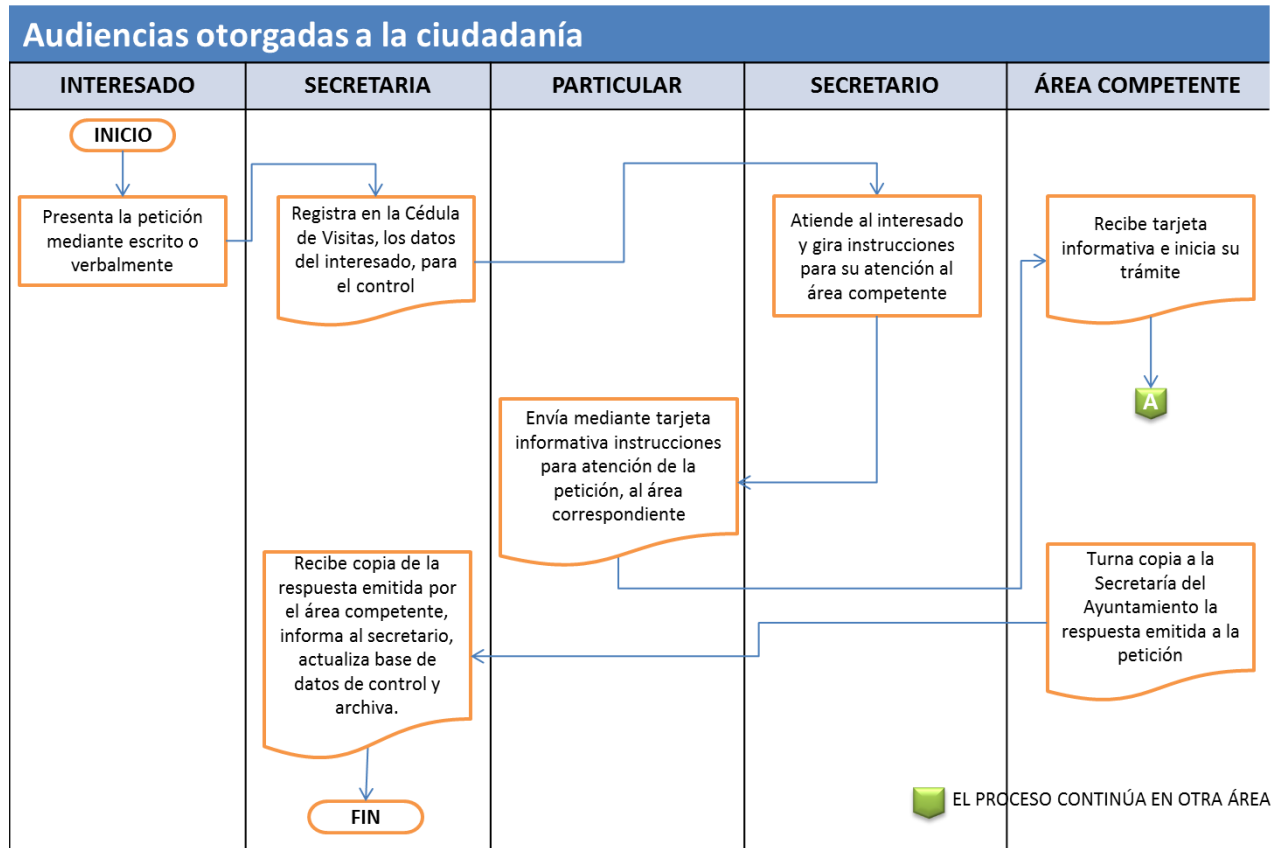 Audiencias otorgadas a la ciudadanía
INTERESADO
SECRETARIA
PARTICULAR
SECRETARIO
ÁREA COMPETENTE
INICIO
Presenta la petición
mediante escrito o
verbalmente
Registra en la Cédula
de Visitas, los datos
del interesado, para
el control
Atiende al interesado
y gira instrucciones
para su atención al
área competente
Recibe tarjeta
informativa e inicia su
trámite
A
Envía mediante tarjeta
informativa instrucciones
para atención de la
petición, al área
correspondiente
Turna copia a la
Secretaría del
Ayuntamiento la
respuesta emitida a la
petición
Recibe copia de la
respuesta emitida por
el área competente,
informa al secretario,
actualiza base de
datos de control y
archiva.
FIN
EL PROCESO CONTINÚA EN OTRA ÁREA